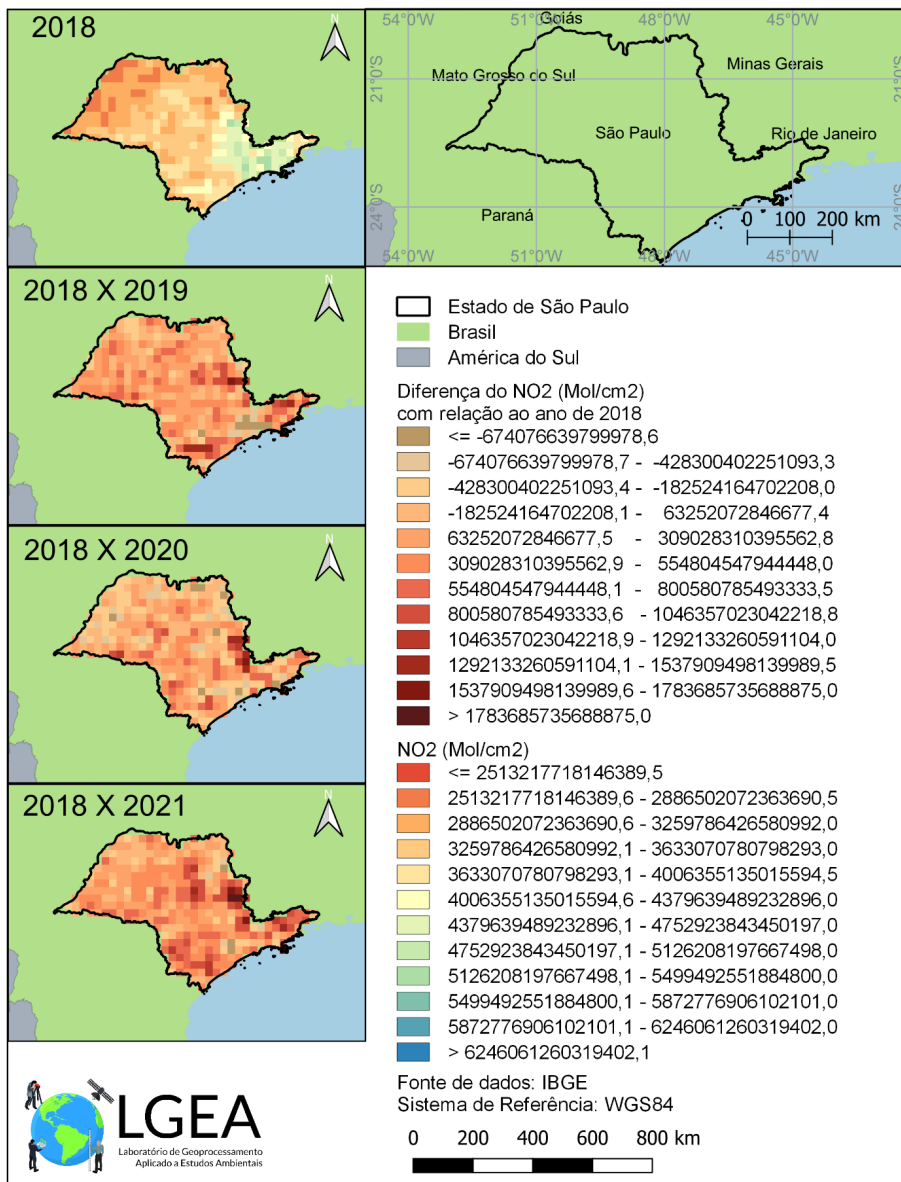 2018
N
54°0'W
51°0'W
48°0'W
45°0'W
Goiás
Mato Grosso do Sul
Minas Gerais
São Paulo
Rio de Janeiro
Paraná
21°S
21°S
24°S
24°0'S
0 100 200 km
54°0'W
51°0'W
48°0'W
45°0'W
2018 X 2019
N
2018 X 2020
N
2018 X 2021
N
Estado de São Paulo
Brasil
América do Sul
Diferença do NO2 (Mol/cm2)
com relação ao ano de 2018
<= -674076639799978,6
-674076639799978,7 - -428300402251093,3
-428300402251093,4 - -182524164702208,0
-182524164702208,1 - 63252072846677,4
63252072846677,5 - 309028310395562,8
309028310395562,9 - 554804547944448,0
554804547944448,1 - 800580785493333,5
800580785493333,6 - 1046357023042218,8
1046357023042218,9 - 1292133260591104,0
1292133260591104,1 - 1537909498139989,5
1537909498139989,6 - 1783685735688875,0
> 1783685735688875,0
NO2 (Mol/cm2)
<= 2513217718146389,5
2513217718146389,6 - 2886502072363690,5
2886502072363690,6 - 3259786426580992,0
3259786426580992,1 - 3633070780798293,0
3633070780798293,1 - 4006355135015594,5
4006355135015594,6 - 4379639489232896,0
4379639489232896,1 - 4752923843450197,0
4752923843450197,1 - 5126208197667498,0
5126208197667498,1 - 5499492551884800,0
5499492551884800,1 - 5872776906102101,0
5872776906102101,1 - 6246061260319402,0
> 6246061260319402,1
Fonte de dados: IBGE
Sistema de Referência: WGS84
0 200 400 600 800 km
LGEA
Laboratório de Geoprocessamento
Aplicado a Estudos Ambientais